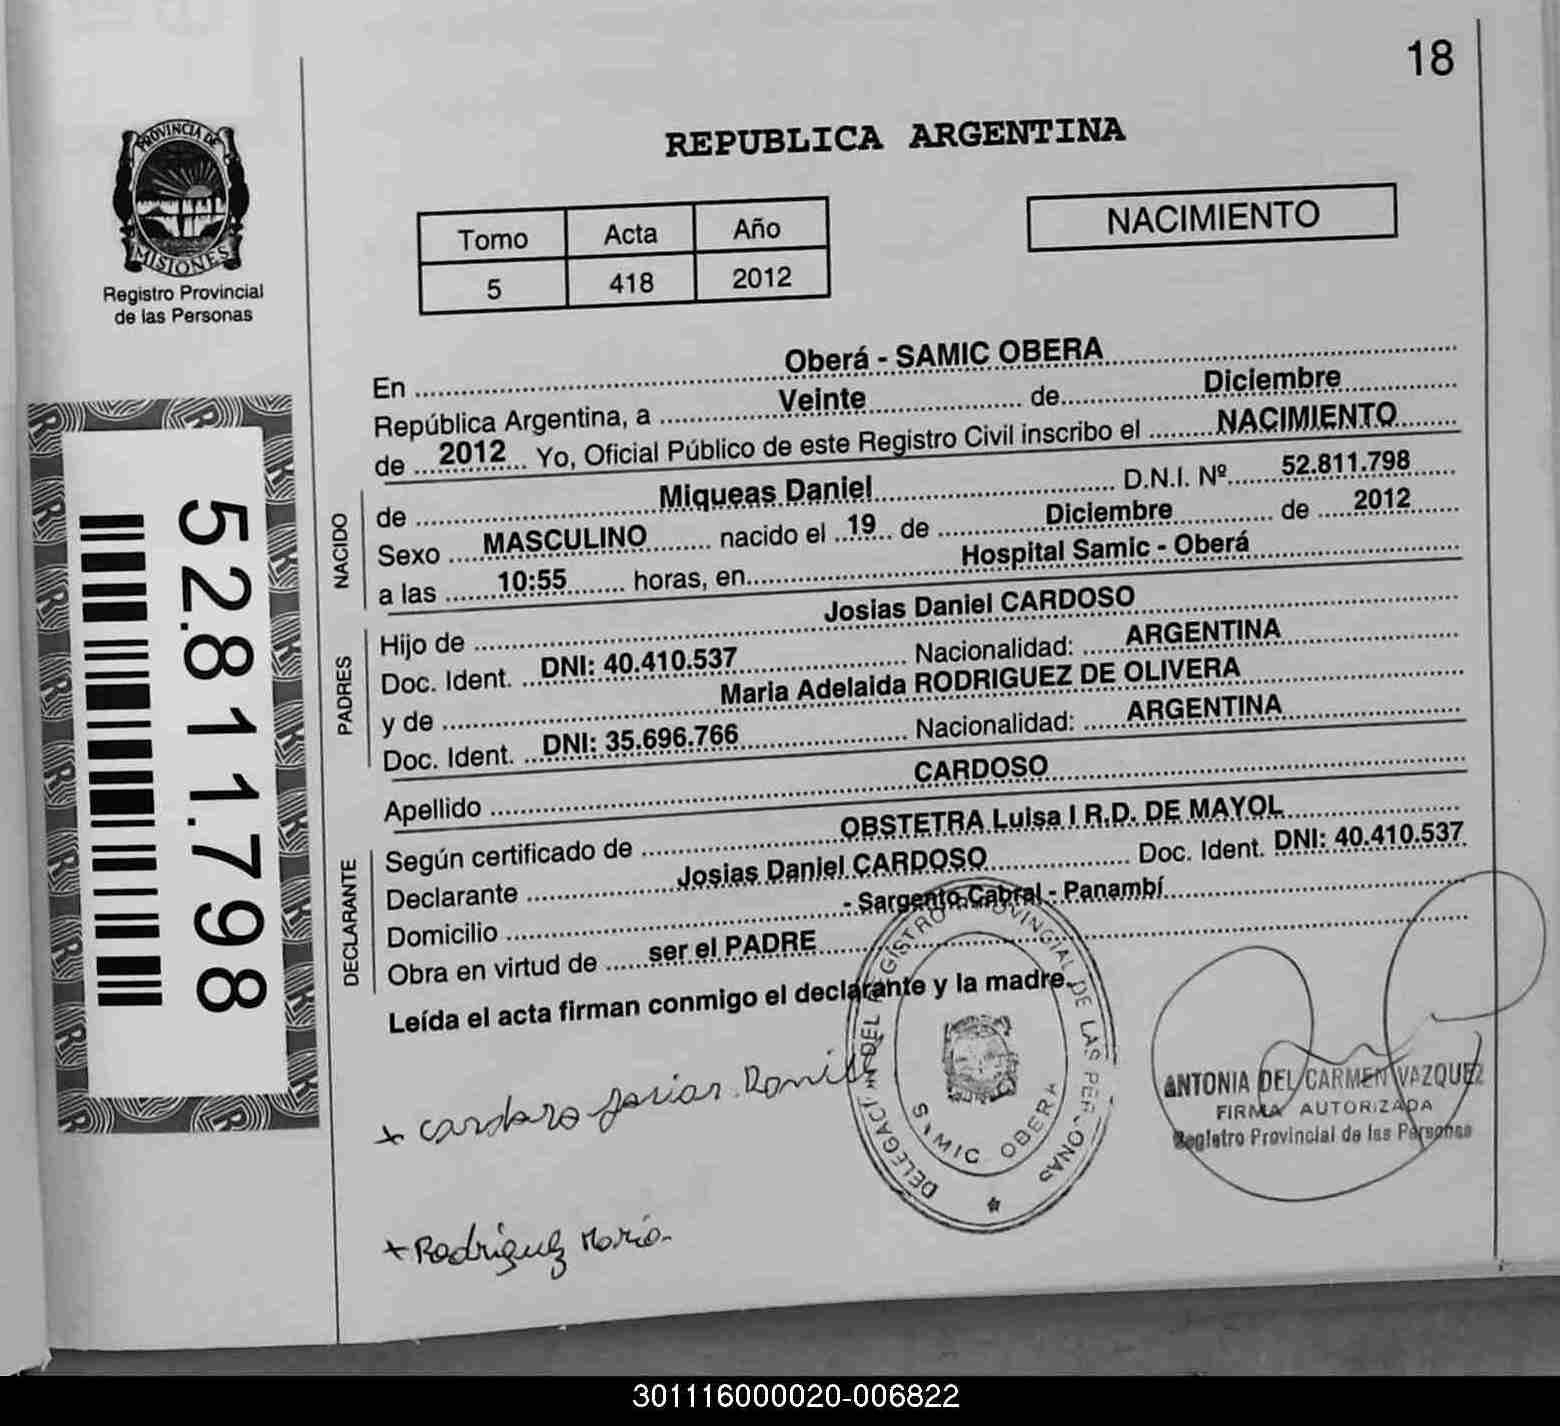 18
PROVINCIA DE
MISIONES
Registro Provincial
de las Personas
REPUBLICA ARGENTINA
Tomo Acta Año
5 418 2012
NACIMIENTO
52.811.798
En Oberá - SAMIC OBERA
República Argentina, a Veinte de Diciembre
de 2012 Yo, Oficial Público de este Registro Civil inscribo el NACIMIENTO
NACIDO
de Miqueas Daniel D.N.I. Nº 52.811.798
Sexo MASCULINO nacido el 19 de Diciembre de 2012
a las 10:55 horas, en Hospital Samic - Oberá
PADRES
Hijo de Josias Daniel CARDOSO
Doc. Ident. DNI: 40.410.537 Nacionalidad: ARGENTINA
y de Maria Adelaida RODRIGUEZ DE OLIVERA
Doc. Ident. DNI: 35.696.766 Nacionalidad: ARGENTINA
Apellido CARDOSO
DECLARANTE
Según certificado de OBSTETRA Luisa I R.D. DE MAYOL
Declarante Josias Daniel CARDOSO Doc. Ident. DNI: 40.410.537
Domicilio - Sargento Cabral - Panambí
Obra en virtud de ser el PADRE
Leída el acta firman conmigo el declarante y la madre.
DELEGACION DEL REGISTRO PROVINCIAL DE LAS PERSONAS
SAMIC OBERA
+ Cardozo Josias Daniel
+ Rodriguez Maria
ANTONIA DEL CARMEN VAZQUEZ
FIRMA AUTORIZADA
Registro Provincial de las Personas
301116000020-006822